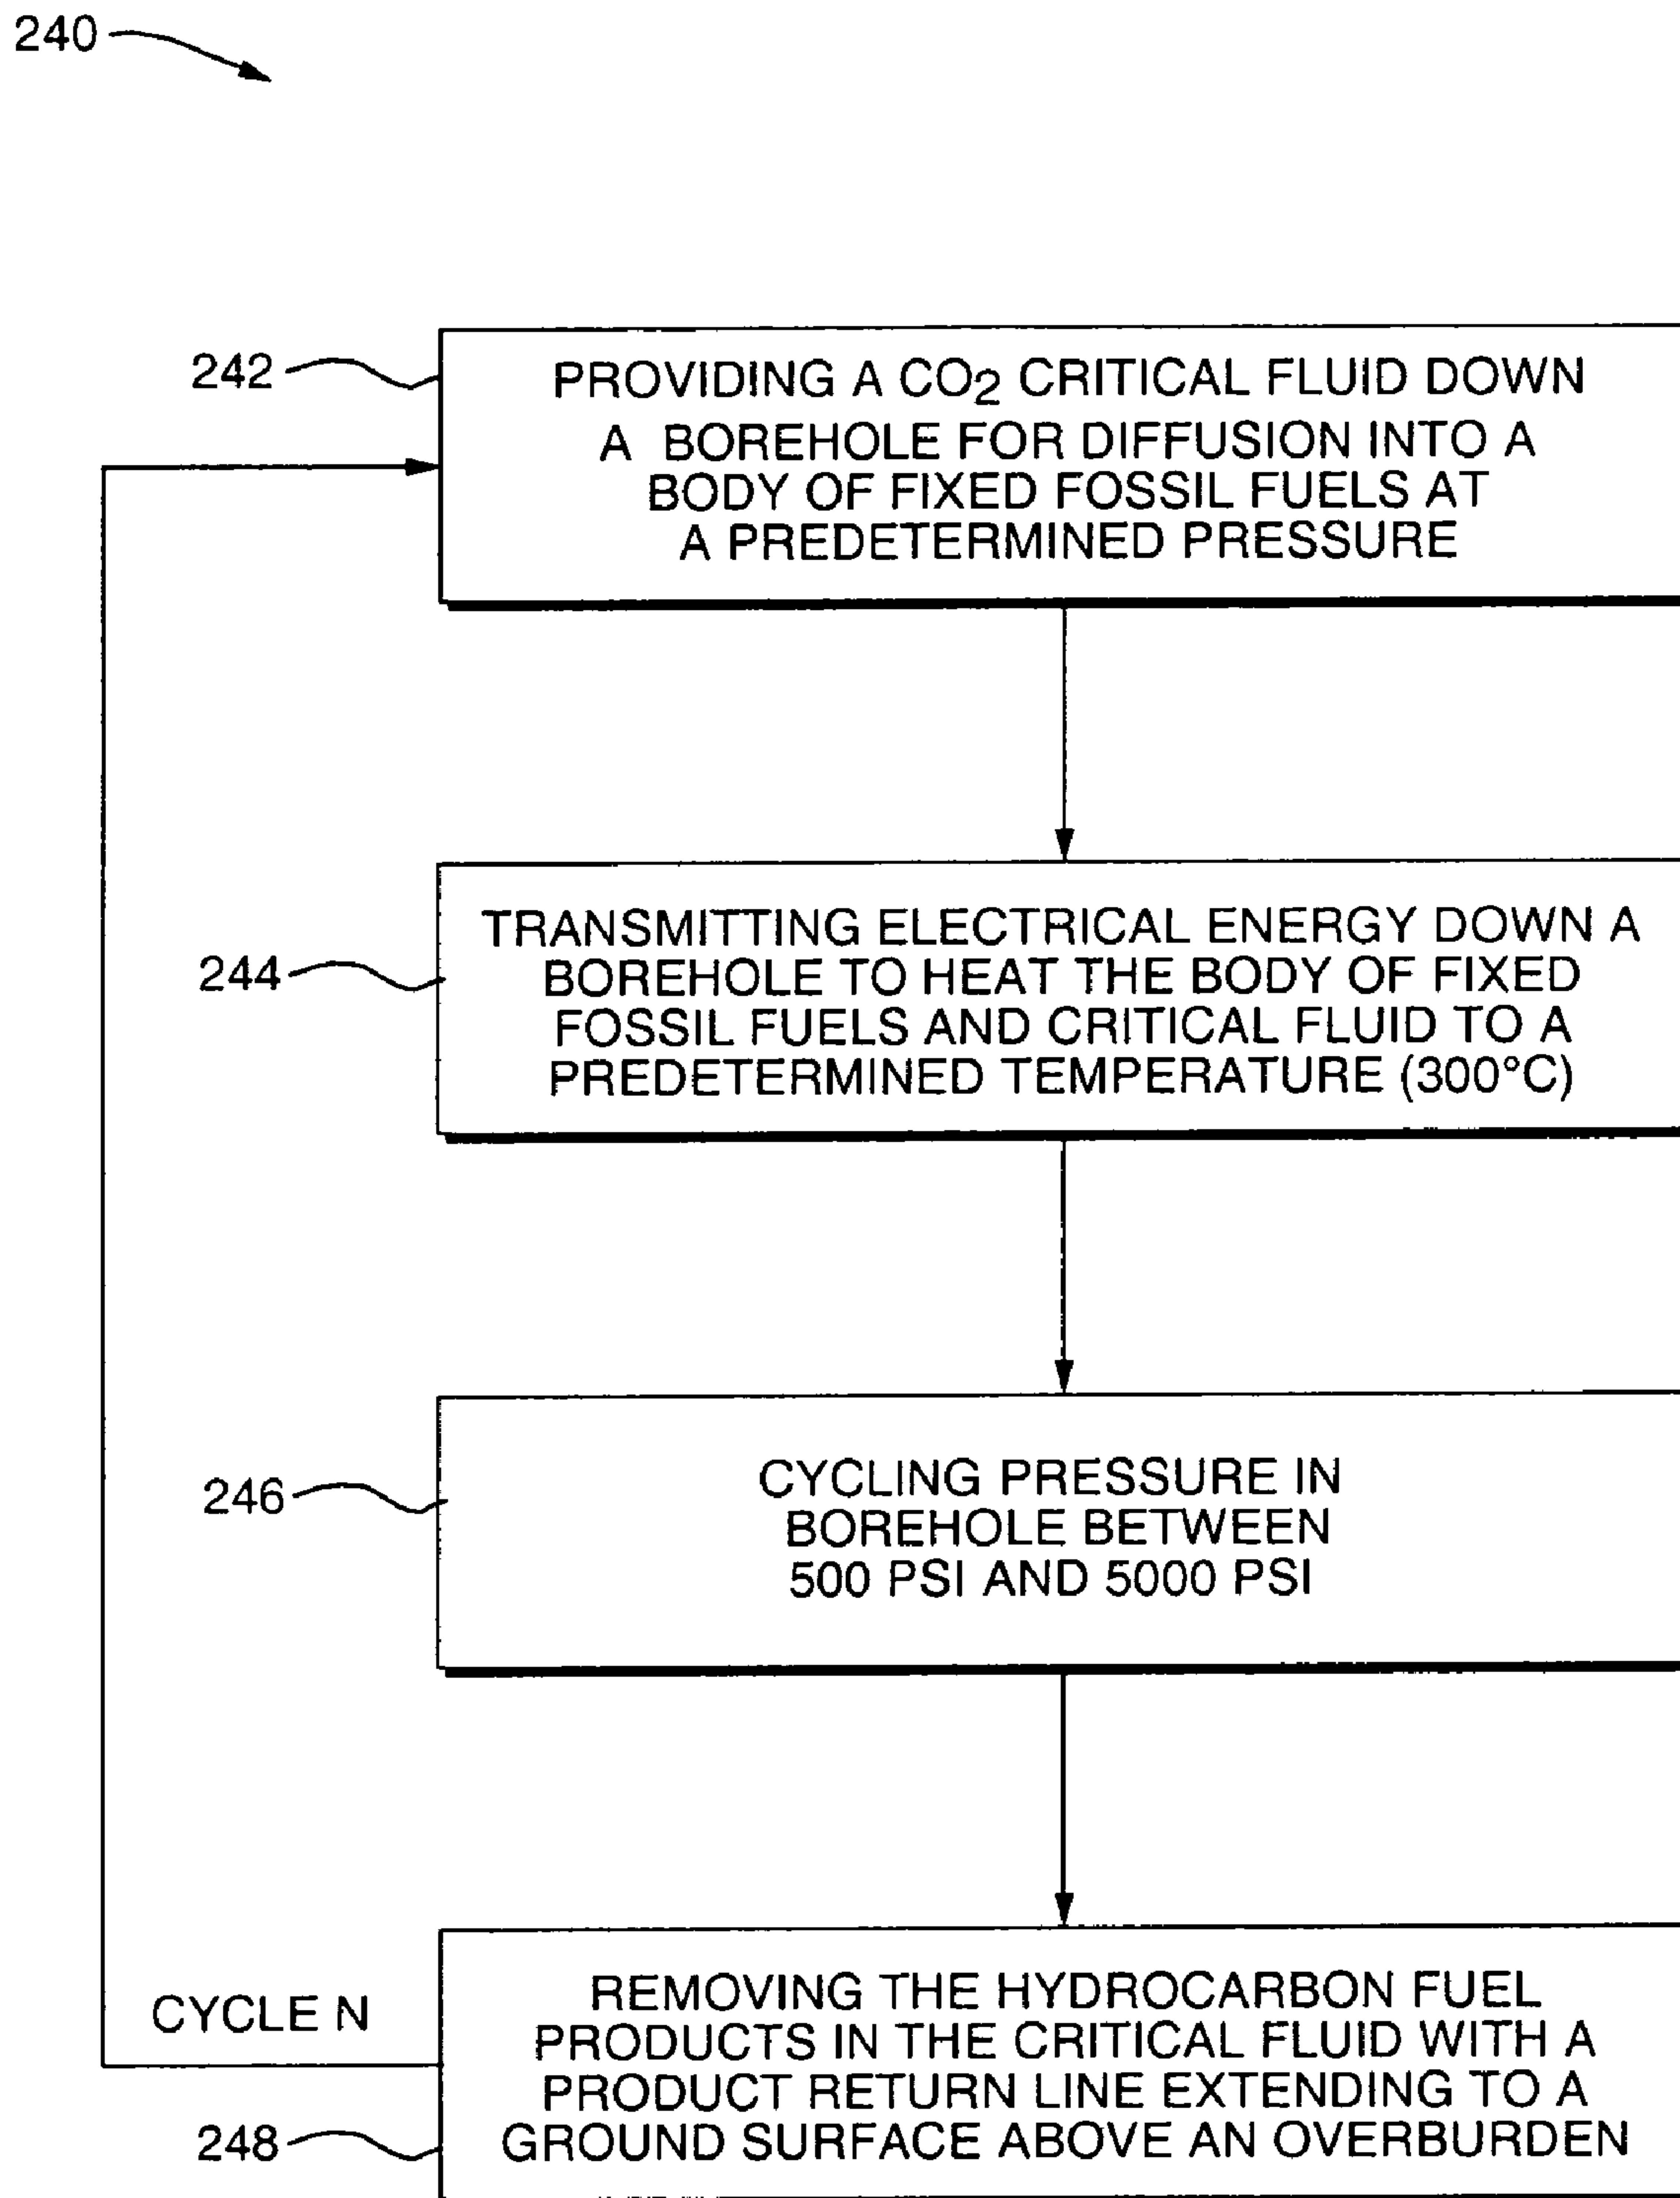 240
242
PROVIDING A CO2 CRITICAL FLUID DOWN
A BOREHOLE FOR DIFFUSION INTO A
BODY OF FIXED FOSSIL FUELS AT
A PREDETERMINED PRESSURE
244
TRANSMITTING ELECTRICAL ENERGY DOWN A
BOREHOLE TO HEAT THE BODY OF FIXED
FOSSIL FUELS AND CRITICAL FLUID TO A
PREDETERMINED TEMPERATURE (300°C)
246
CYCLING PRESSURE IN
BOREHOLE BETWEEN
500 PSI AND 5000 PSI
CYCLE N
248
REMOVING THE HYDROCARBON FUEL
PRODUCTS IN THE CRITICAL FLUID WITH A
PRODUCT RETURN LINE EXTENDING TO A
GROUND SURFACE ABOVE AN OVERBURDEN